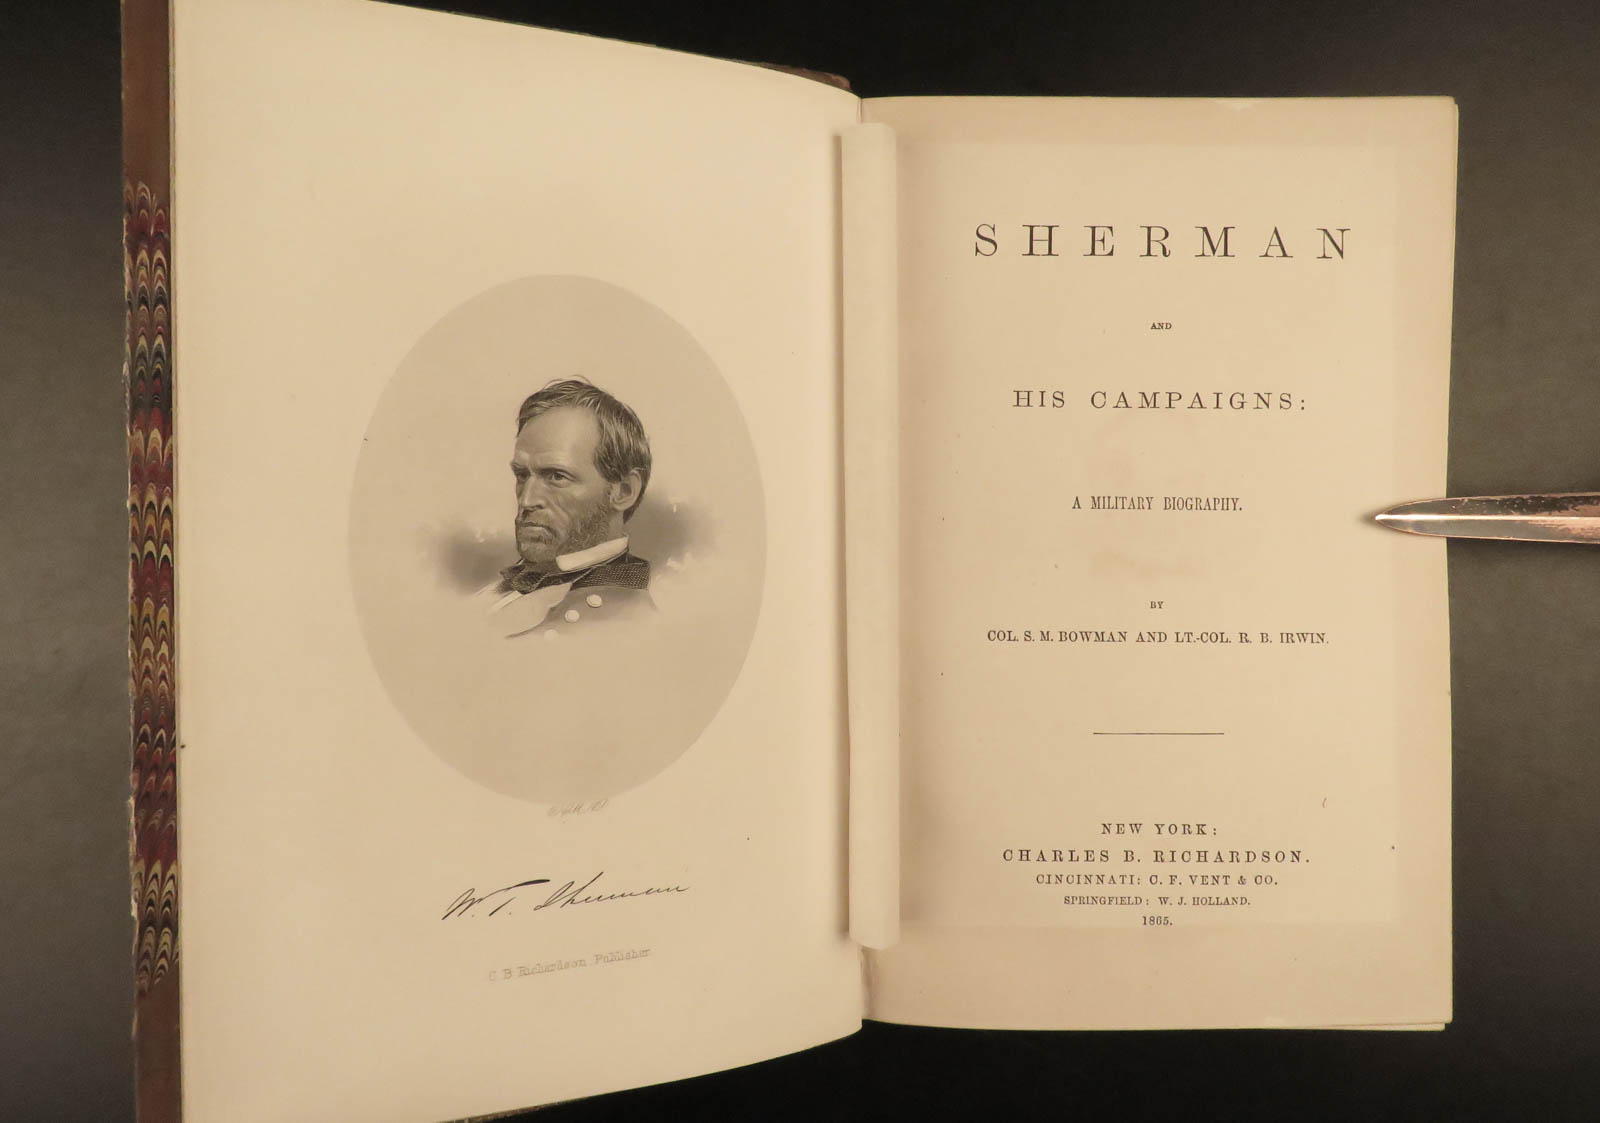 W. T. Sherman
C B Richardson Publisher
SHERMAN
AND
HIS CAMPAIGNS:
A MILITARY BIOGRAPHY.
BY
COL. S. M. BOWMAN AND LT.-COL. R. B. IRWIN.
NEW YORK:
CHARLES B. RICHARDSON.
CINCINNATI: C. F. VENT & CO.
SPRINGFIELD: W. J. HOLLAND.
1865.